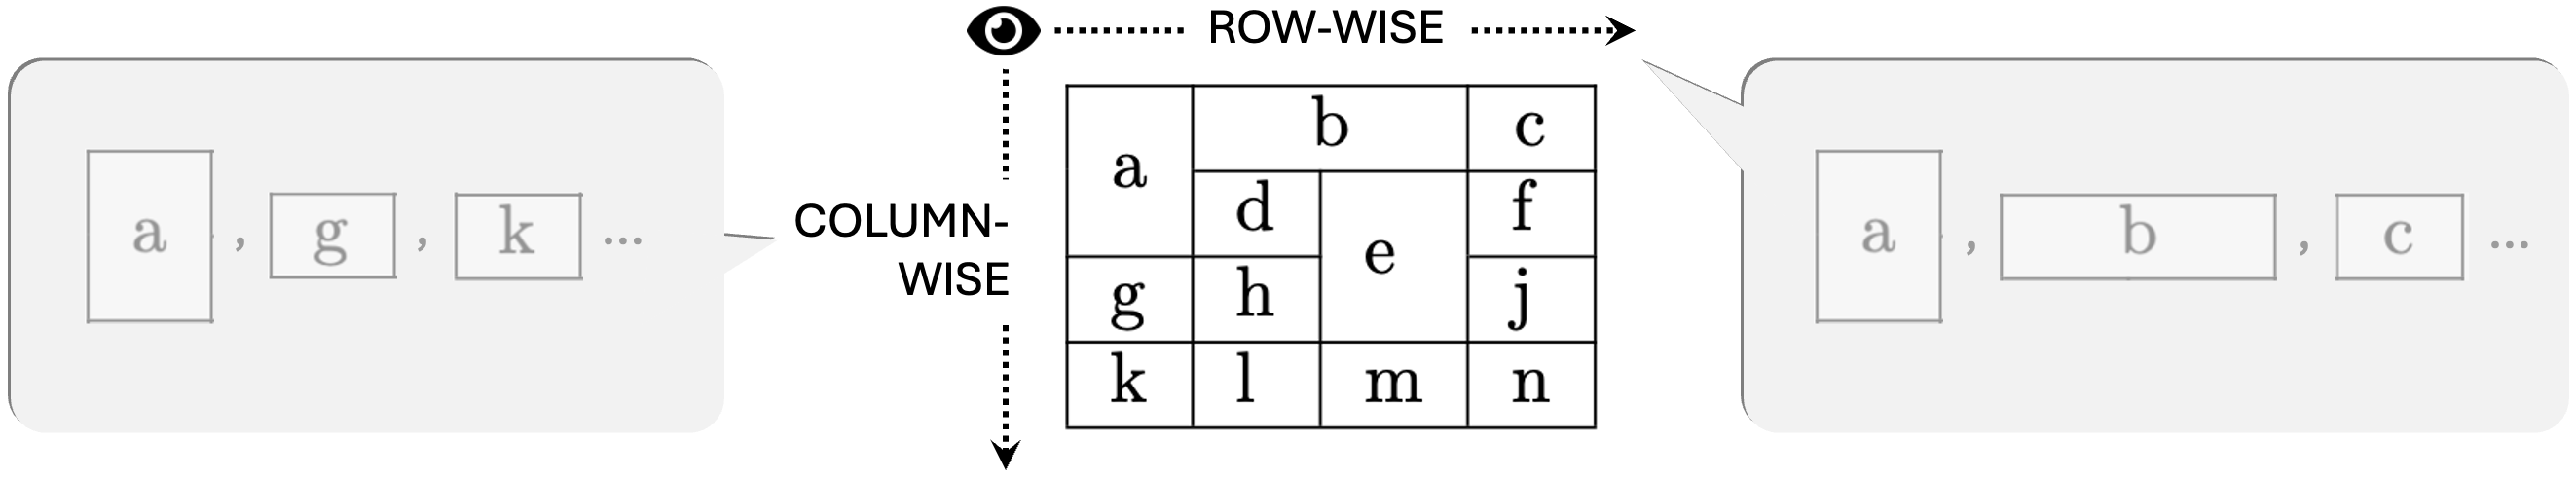 ROW-WISE
a , g , k ...
COLUMN-
WISE
a b c
d e f
g h j
k l m n
a , b , c ...